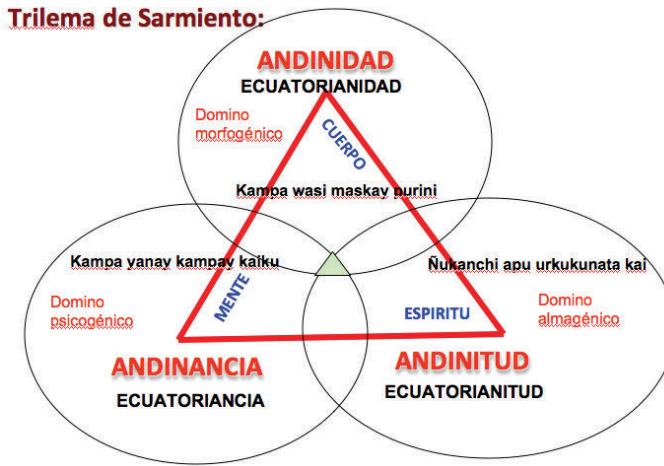 Trilema de Sarmiento:
ANDINIDAD
ECUATORIANIDAD
Domino
morfogénico
CUERPO
Kampa wasi maskay purini
Kampa yanay kampay kaiku
Ñukanchi apu urkukunata kai
Domino
psicogénico
MENTE
ESPIRITU
Domino
almagénico
ANDINANCIA
ECUATORIANCIA
ANDINITUD
ECUATORIANITUD